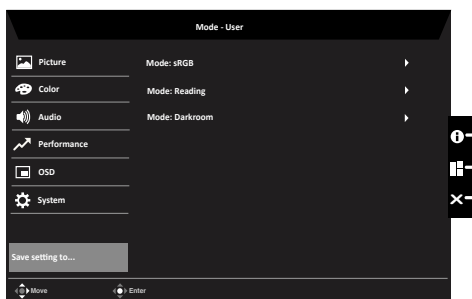 Mode - User
Picture
Mode: sRGB
Color
Mode: Reading
Audio
Mode: Darkroom
Performance
OSD
System
Save setting to...
Move
Enter